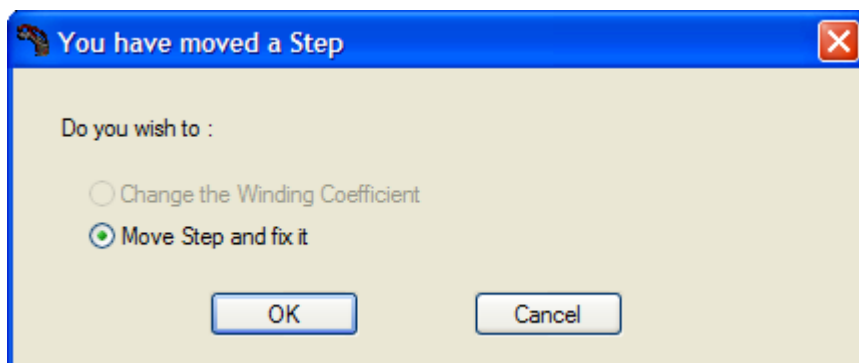 You have moved a Step
Do you wish to :
Change the Winding Coefficient
Move Step and fix it
OK
Cancel